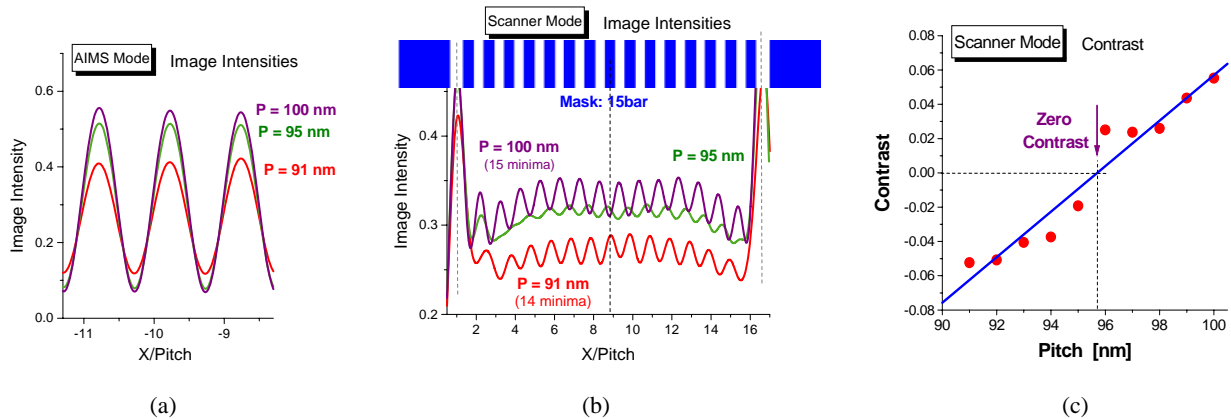 AIMS Mode Image Intensities
0.6
0.4
0.2
0.0
Image Intensity
P = 100 nm
P = 95 nm
P = 91 nm
-11 -10 -9
X/Pitch
(a)
(b)
Scanner Mode Image Intensities
Mask: 15bar
0.4
0.3
0.2
Image Intensity
P = 100 nm
(15 minima)
P = 95 nm
P = 91 nm
(14 minima)
2 4 6 8 10 12 14 16
X/Pitch
(b)
(c)
Scanner Mode Contrast
0.08
0.06
0.04
0.02
0.00
-0.02
-0.04
-0.06
-0.08
Contrast
Zero
Contrast
90 92 94 96 98 100
Pitch [nm]
(c)